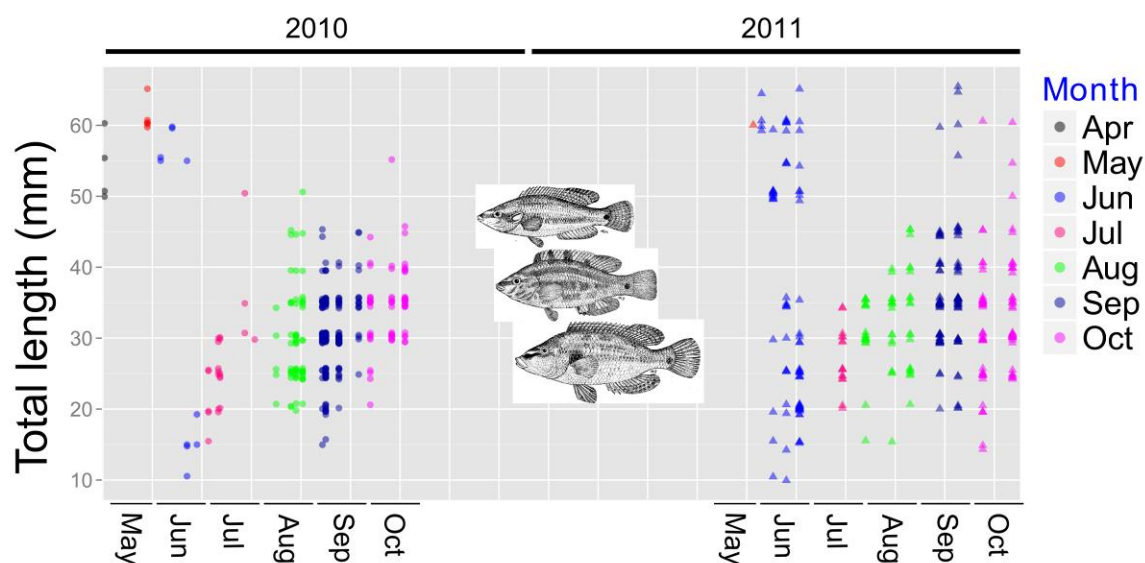 2010 2011
Total length (mm)
60
50
40
30
20
10
May Jun Jul Aug Sep Oct May Jun Jul Aug Sep Oct
Month
Apr
May
Jun
Jul
Aug
Sep
Oct